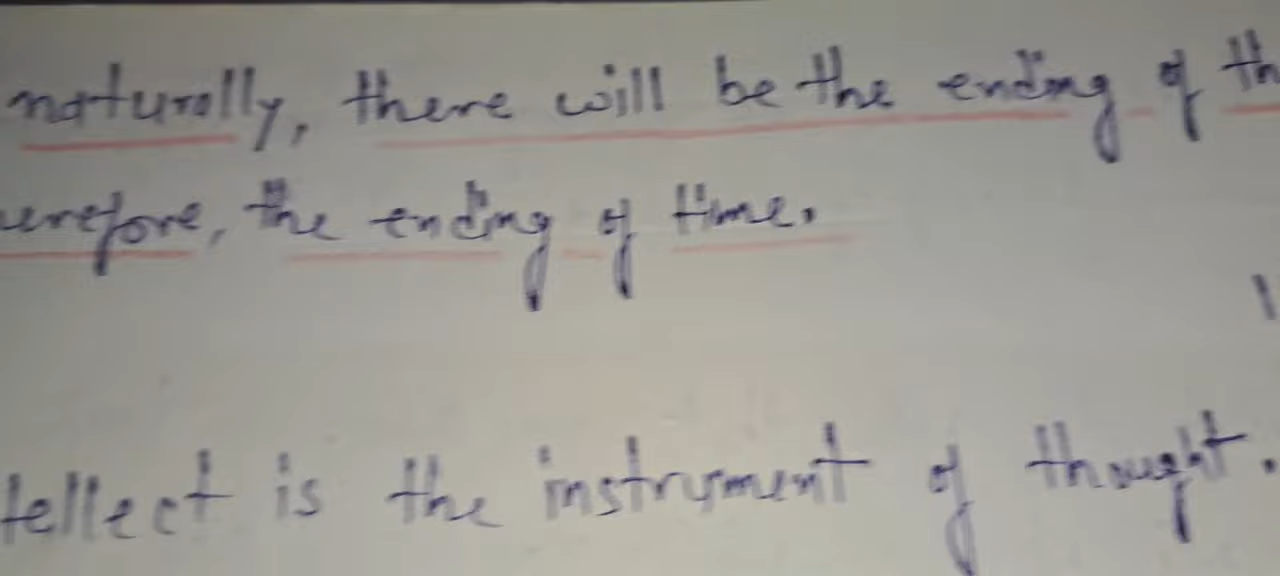 naturally, there will be the ending of th
erefore, the ending of time.
tellect is the instrument of thought.